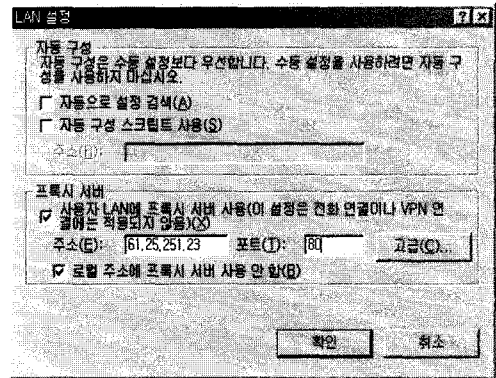 LAN 설정
자동 구성
자동 구성은 수동 설정보다 우선합니다. 수동 설정을 사용하려면 자동 구
성을 사용하지 마십시오.
자동으로 설정 검색(A)
자동 구성 스크립트 사용(S)
주소(R):
프록시 서버
사용자 LAN에 프록시 서버 사용(이 설정은 전화 연결이나 VPN 연
결에는 적용되지 않음)(X)
주소(E): 61,25,251,23 포트(T): 80 고급(C)...
로컬 주소에 프록시 서버 사용 안 함(B)
확인 취소